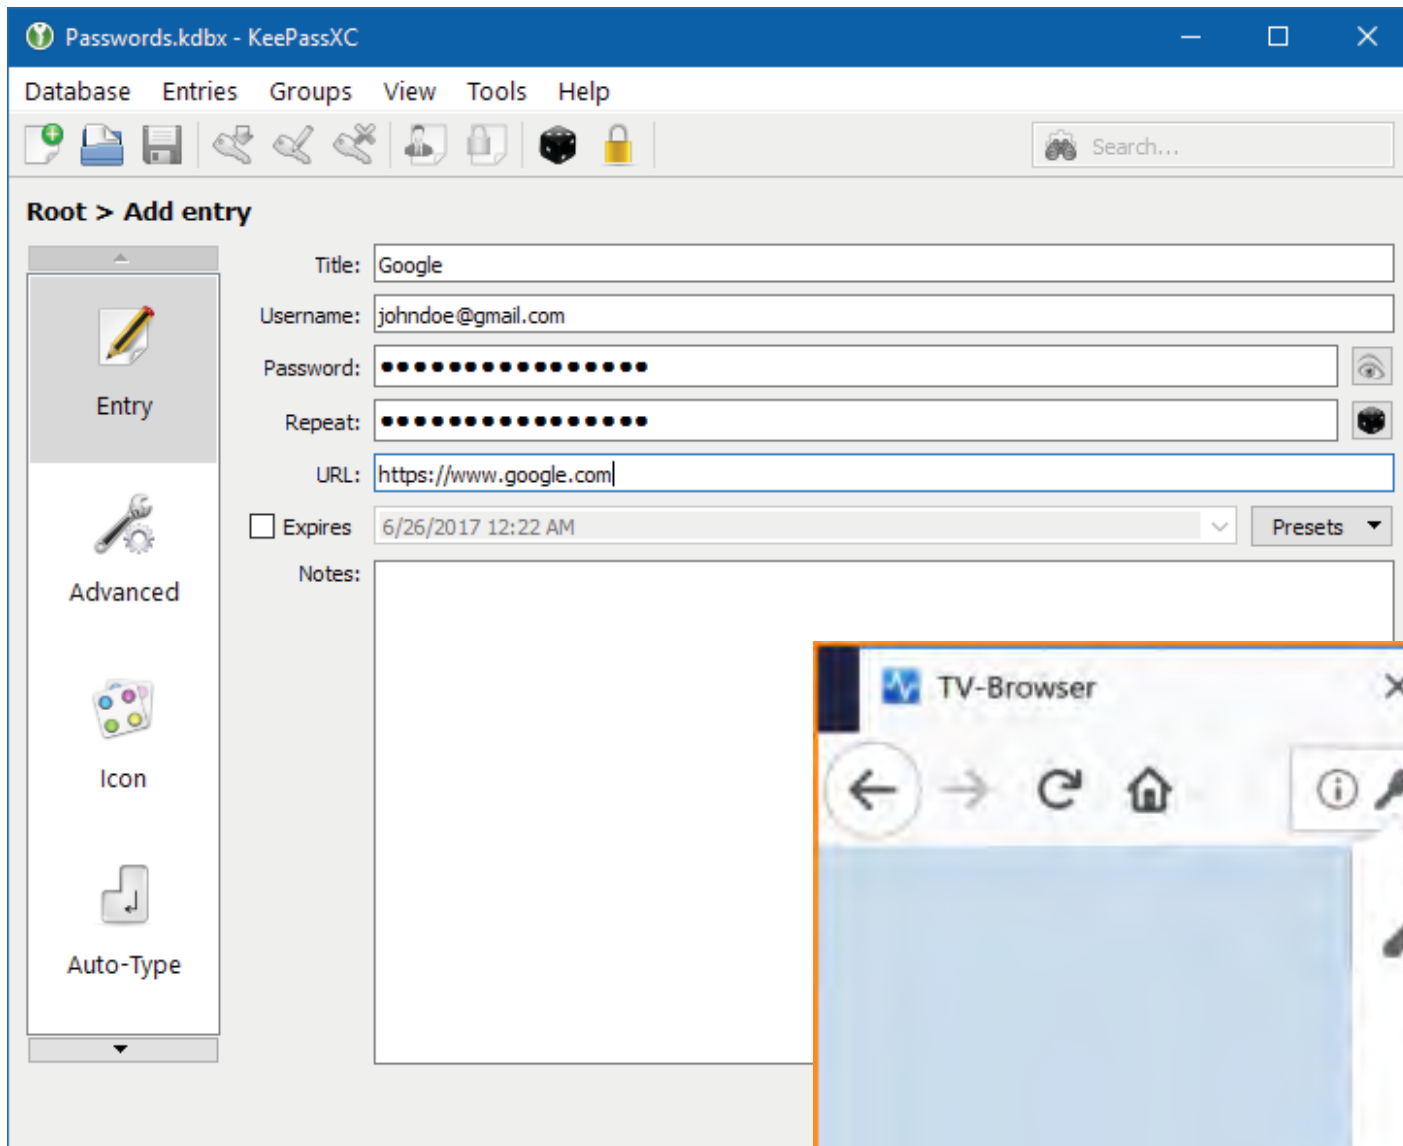 Passwords.kdbx - KeePassXC
Database Entries Groups View Tools Help
Search...
Root > Add entry
Title: Google
Username: johndoe@gmail.com
Password: ●●●●●●●●●●●●●●●●
Entry
Repeat: ●●●●●●●●●●●●●●●●
URL: https://www.google.com
Expires 6/26/2017 12:22 AM Presets
Notes:
Advanced
Icon
Auto-Type
TV-Browser